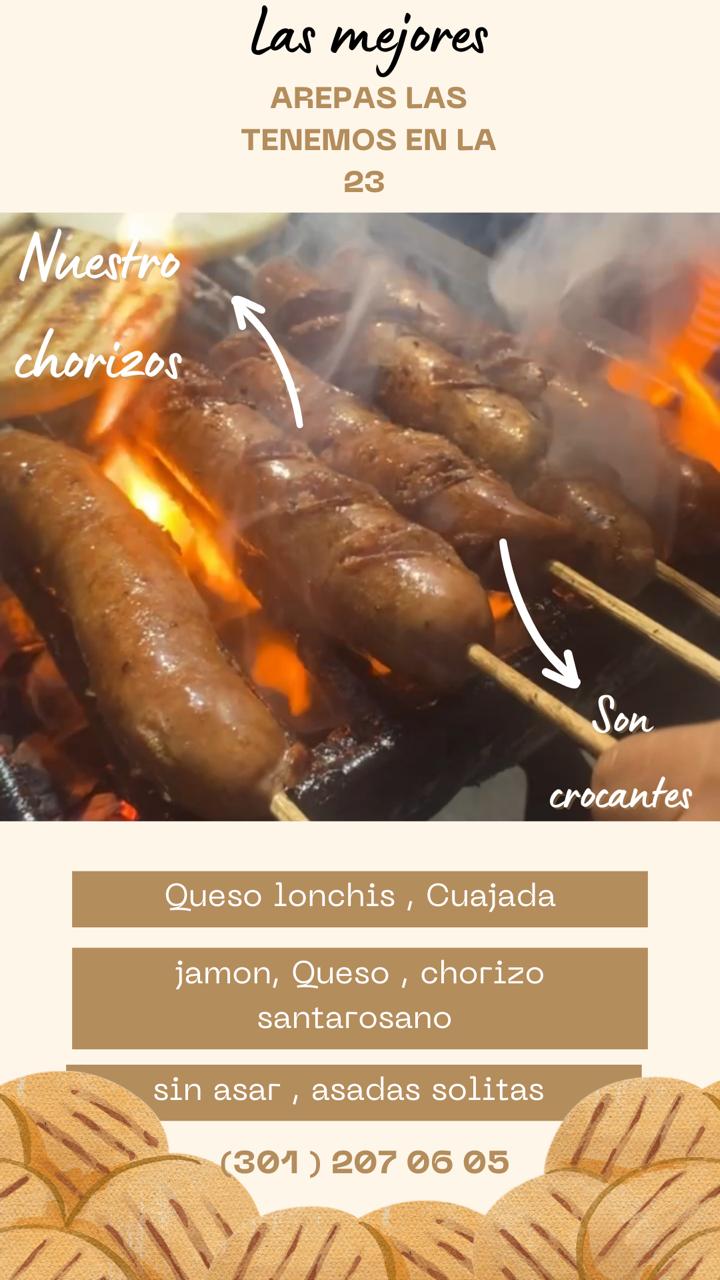 Las mejores
AREPAS LAS
TENEMOS EN LA
23
Nuestro
chorizos
Son
crocantes
Queso lonchis , Cuajada
jamon, Queso , chorizo
santarosano
sin asar , asadas solitas
(301 ) 207 06 05